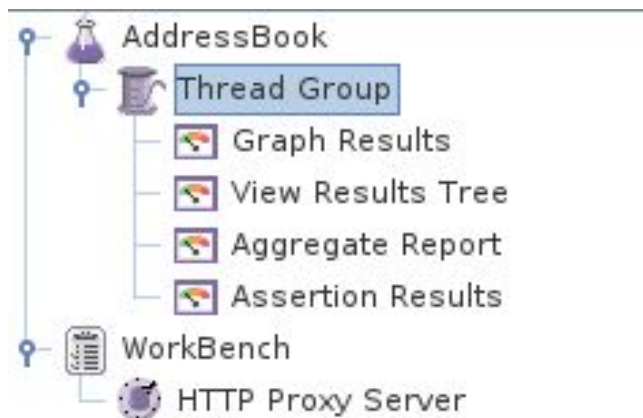 AddressBook
Thread Group
Graph Results
View Results Tree
Aggregate Report
Assertion Results
WorkBench
HTTP Proxy Server